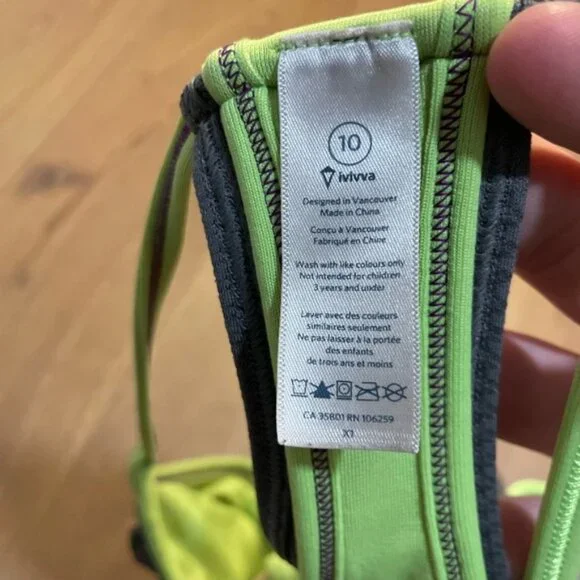 10
ivivva
Designed in Vancouver
Made in China
Conçu à Vancouver
Fabriqué en Chine
Wash with like colours only
Not intended for children
3 years and under
Laver avec des couleurs
similaires seulement
Ne pas laisser à la portée
des enfants
de trois ans et moins
CA 35801 RN 106259
X1